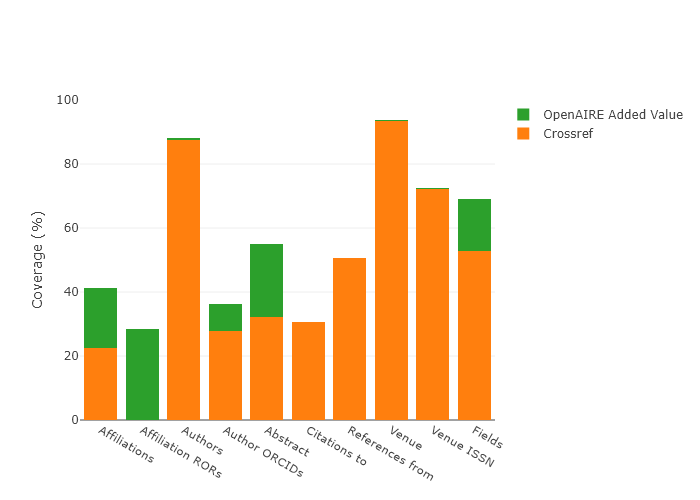 OpenAIRE Added Value
Crossref
Coverage (%)
100
80
60
40
20
0
Affiliations
Affiliation RORs
Authors
Author ORCIDs
Abstract
Citations to
References from
Venue
Venue ISSN
Fields